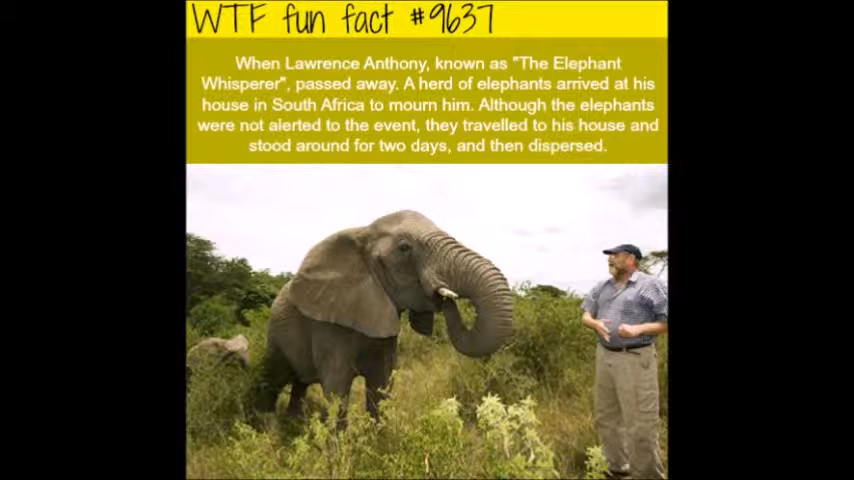 WTF fun fact #9637
When Lawrence Anthony, known as "The Elephant
Whisperer", passed away. A herd of elephants arrived at his
house in South Africa to mourn him. Although the elephants
were not alerted to the event, they travelled to his house and
stood around for two days, and then dispersed.